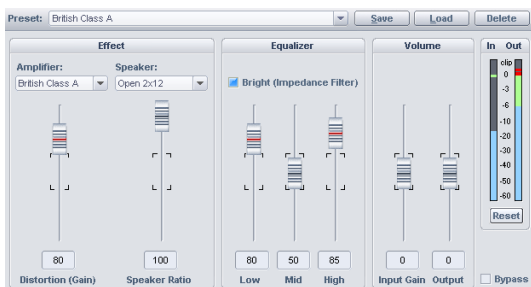 Preset: British Class A Save Load Delete
Effect Equalizer Volume In Out
Amplifier: Speaker:
British Class A Open 2x12
Bright (Impedance Filter)
clip
0
-3
-6
-10
-20
-30
-40
-50
-60
Reset
80 100 80 50 85 0 0
Distortion (Gain) Speaker Ratio Low Mid High Input Gain Output Bypass